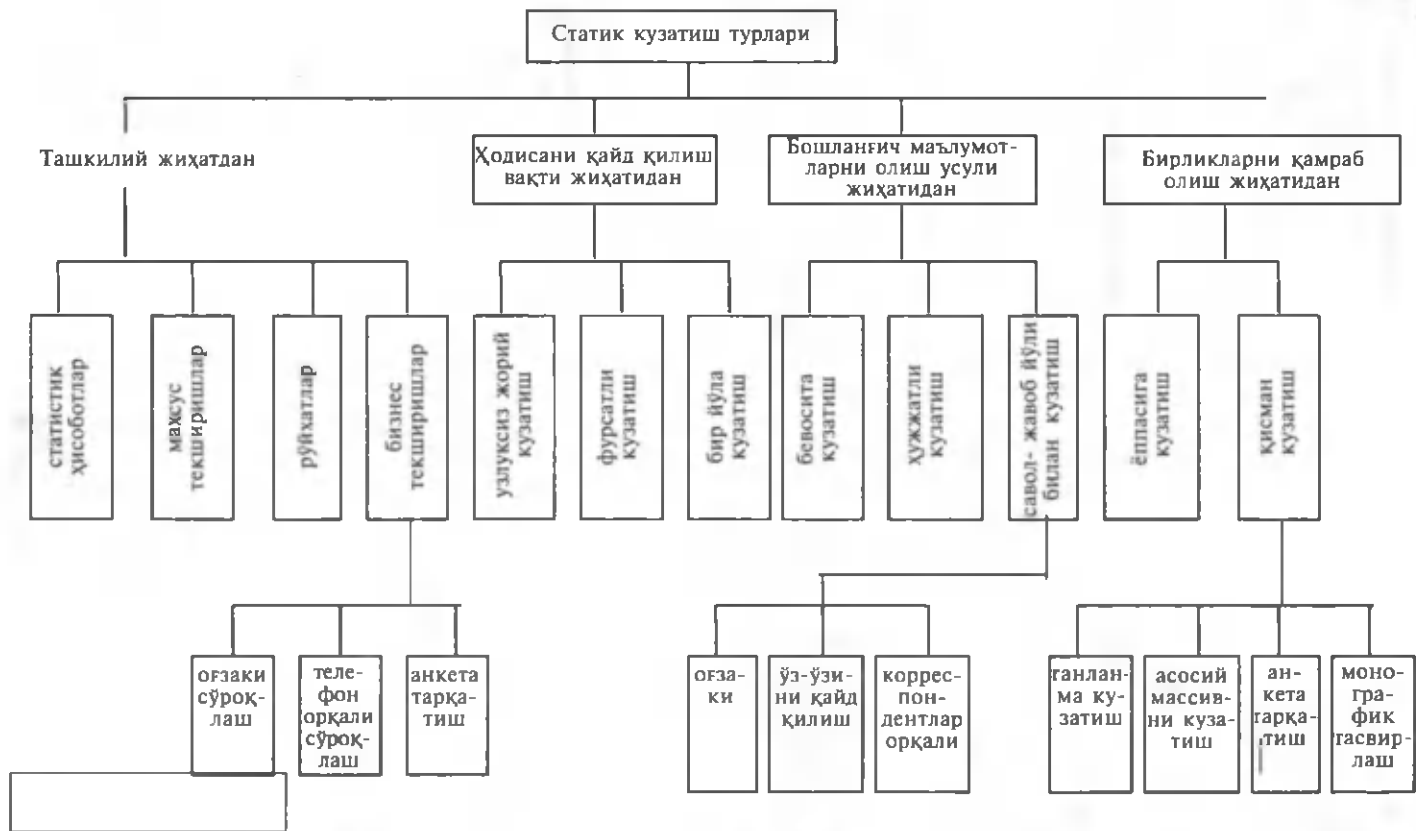 Статик кузатиш турлари
Ташкилий жиҳатдан
Ҳодисани қайд қилиш
вақти жиҳатидан
Бошланғич маълумот-
ларни олиш усули
жиҳатидан
Бирликларни қамраб
олиш жиҳатидан
статистик
ҳисоботлар
махсус
текширишлар
рўйхатлар
бизнес
текширишлар
узлуксиз жорий
кузатиш
фурсатли
кузатиш
бир йўла
кузатиш
бевосита
кузатиш
ҳужжатли
кузатиш
савол- жавоб йўли
билан кузатиш
ёппасига
кузатиш
қисман
кузатиш
оғзаки
сўроқ-
лаш
теле-
фон
орқали
сўроқ-
лаш
анкета
тарқа-
тиш
оғза-
ки
ўз-ўзи-
ни қайд
қилиш
коррес-
пон-
дентлар
орқали
танлан-
ма ку-
затиш
асосий
массив-
ни куза-
тиш
ан-
кета
тарқа-
тиш
моно-
гра-
фик
тасвир-
лаш